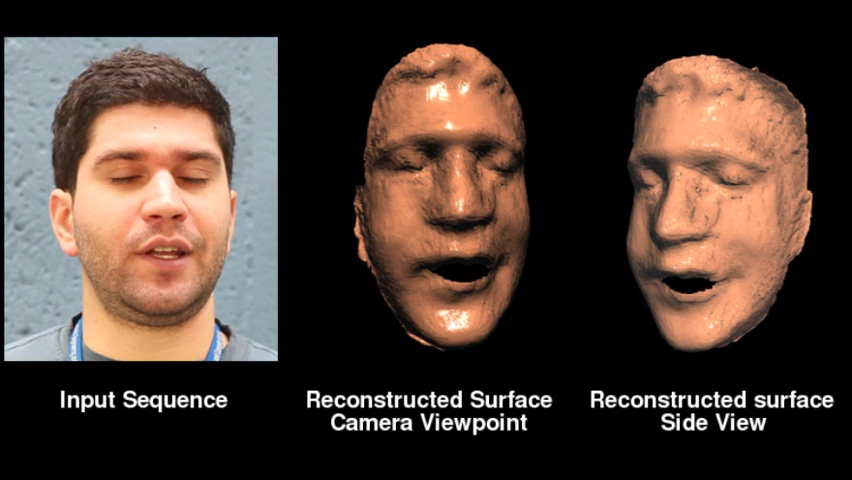 Input Sequence
Reconstructed Surface
Camera Viewpoint
Reconstructed surface
Side View